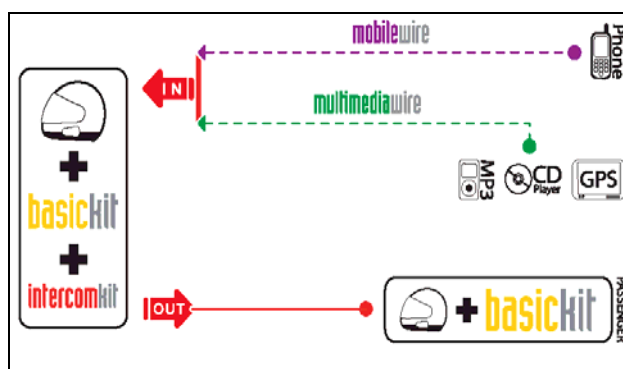 mobilewire
Phone
IN
multimediawire
MP3
CD
Player
GPS
+
basickit
+
intercomkit
OUT
+ basickit
PASSENGER